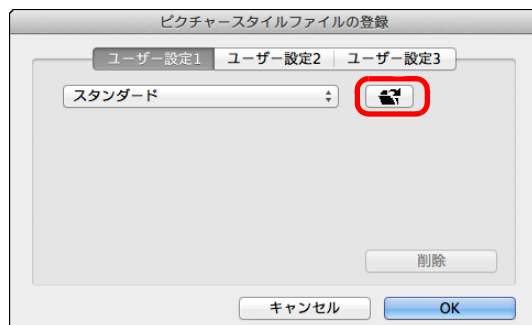 ピクチャースタイルファイルの登録
ユーザー設定1 ユーザー設定2 ユーザー設定3
スタンダード
削除
キャンセル OK